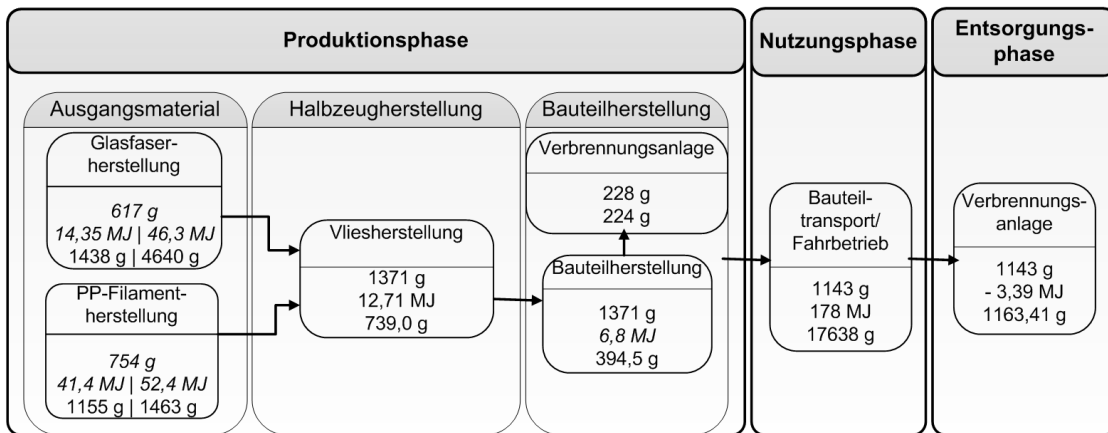 Produktionsphase
Ausgangsmaterial
Glasfaser-
herstellung
617 g
14,35 MJ | 46,3 MJ
1438 g | 4640 g
PP-Filament-
herstellung
754 g
41,4 MJ | 52,4 MJ
1155 g | 1463 g
Halbzeugherstellung
Vliesherstellung
1371 g
12,71 MJ
739,0 g
Bauteilherstellung
Verbrennungsanlage
228 g
224 g
Bauteilherstellung
1371 g
6,8 MJ
394,5 g
Nutzungsphase
Bauteil-
transport/
Fahrbetrieb
1143 g
178 MJ
17638 g
Entsorgungs-
phase
Verbrennungs-
anlage
1143 g
- 3,39 MJ
1163,41 g